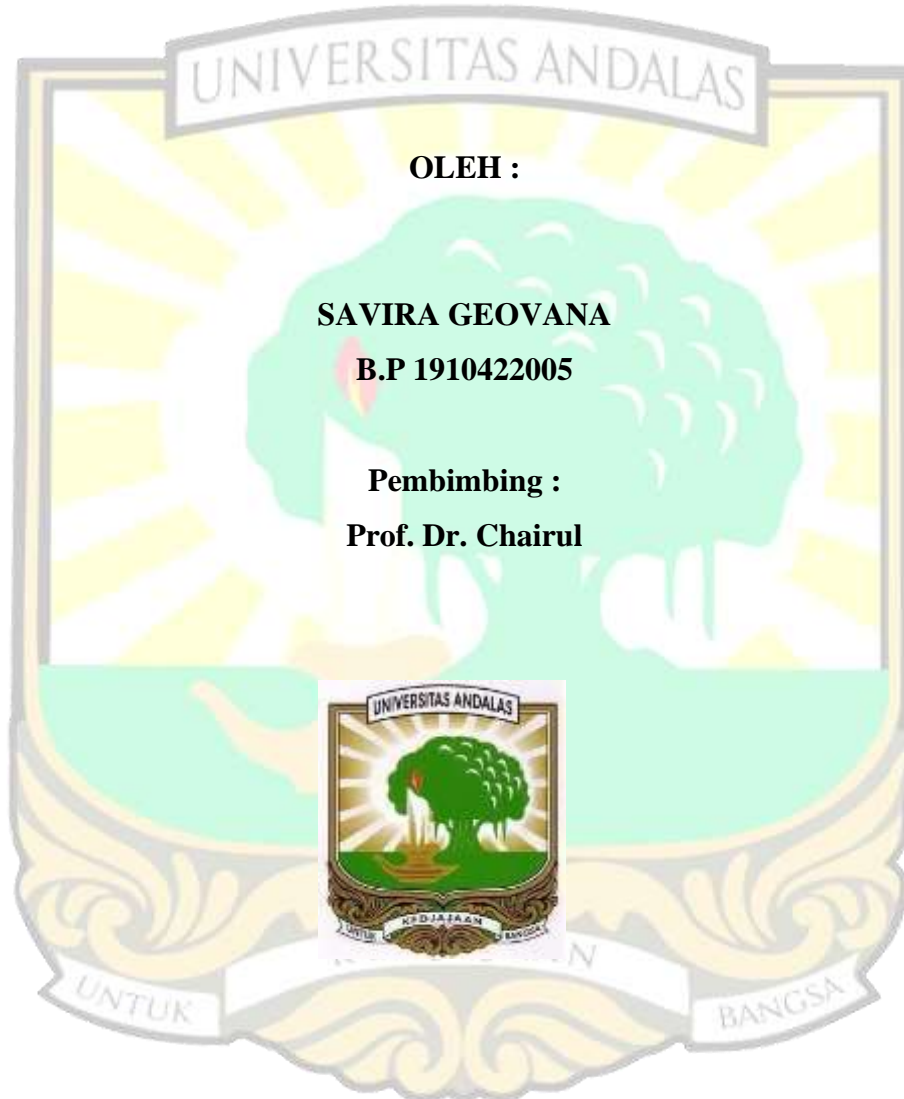 UNIVERSITAS ANDALAS
OLEH :
SAVIRA GEOVANA
B.P 1910422005
Pembimbing :
Prof. Dr. Chairul
UNIVERSITAS ANDALAS
UNTUK KEDJAJAAN BANGSA
UNTUK BANGSA